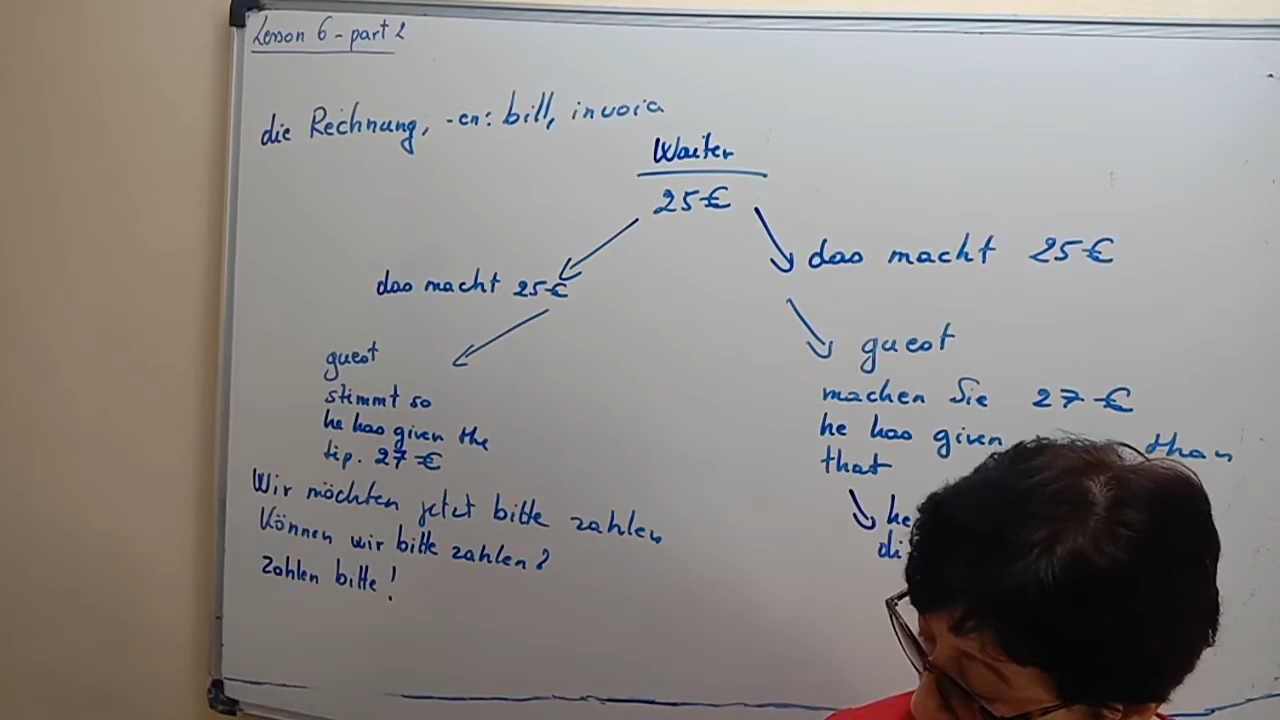 Lesson 6 - part 2
die Rechnung, -en: bill, invoice
Waiter
25 €
das macht 25 €
guest
stimmt so
he has given the
tip. 27 €
das macht 25 €
guest
machen Sie 27 €
he has given than
that
he
di
Wir möchten jetzt bitte zahlen
Können wir bitte zahlen?
Zahlen bitte!